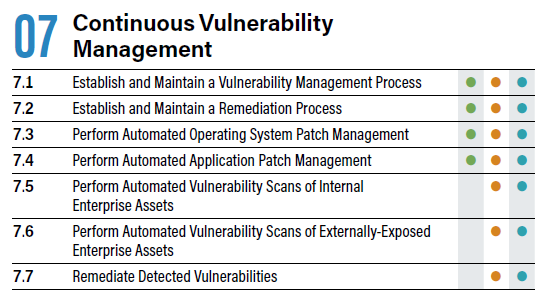 07 Continuous Vulnerability
Management
7.1 Establish and Maintain a Vulnerability Management Process
7.2 Establish and Maintain a Remediation Process
7.3 Perform Automated Operating System Patch Management
7.4 Perform Automated Application Patch Management
7.5 Perform Automated Vulnerability Scans of Internal
Enterprise Assets
7.6 Perform Automated Vulnerability Scans of Externally-Exposed
Enterprise Assets
7.7 Remediate Detected Vulnerabilities